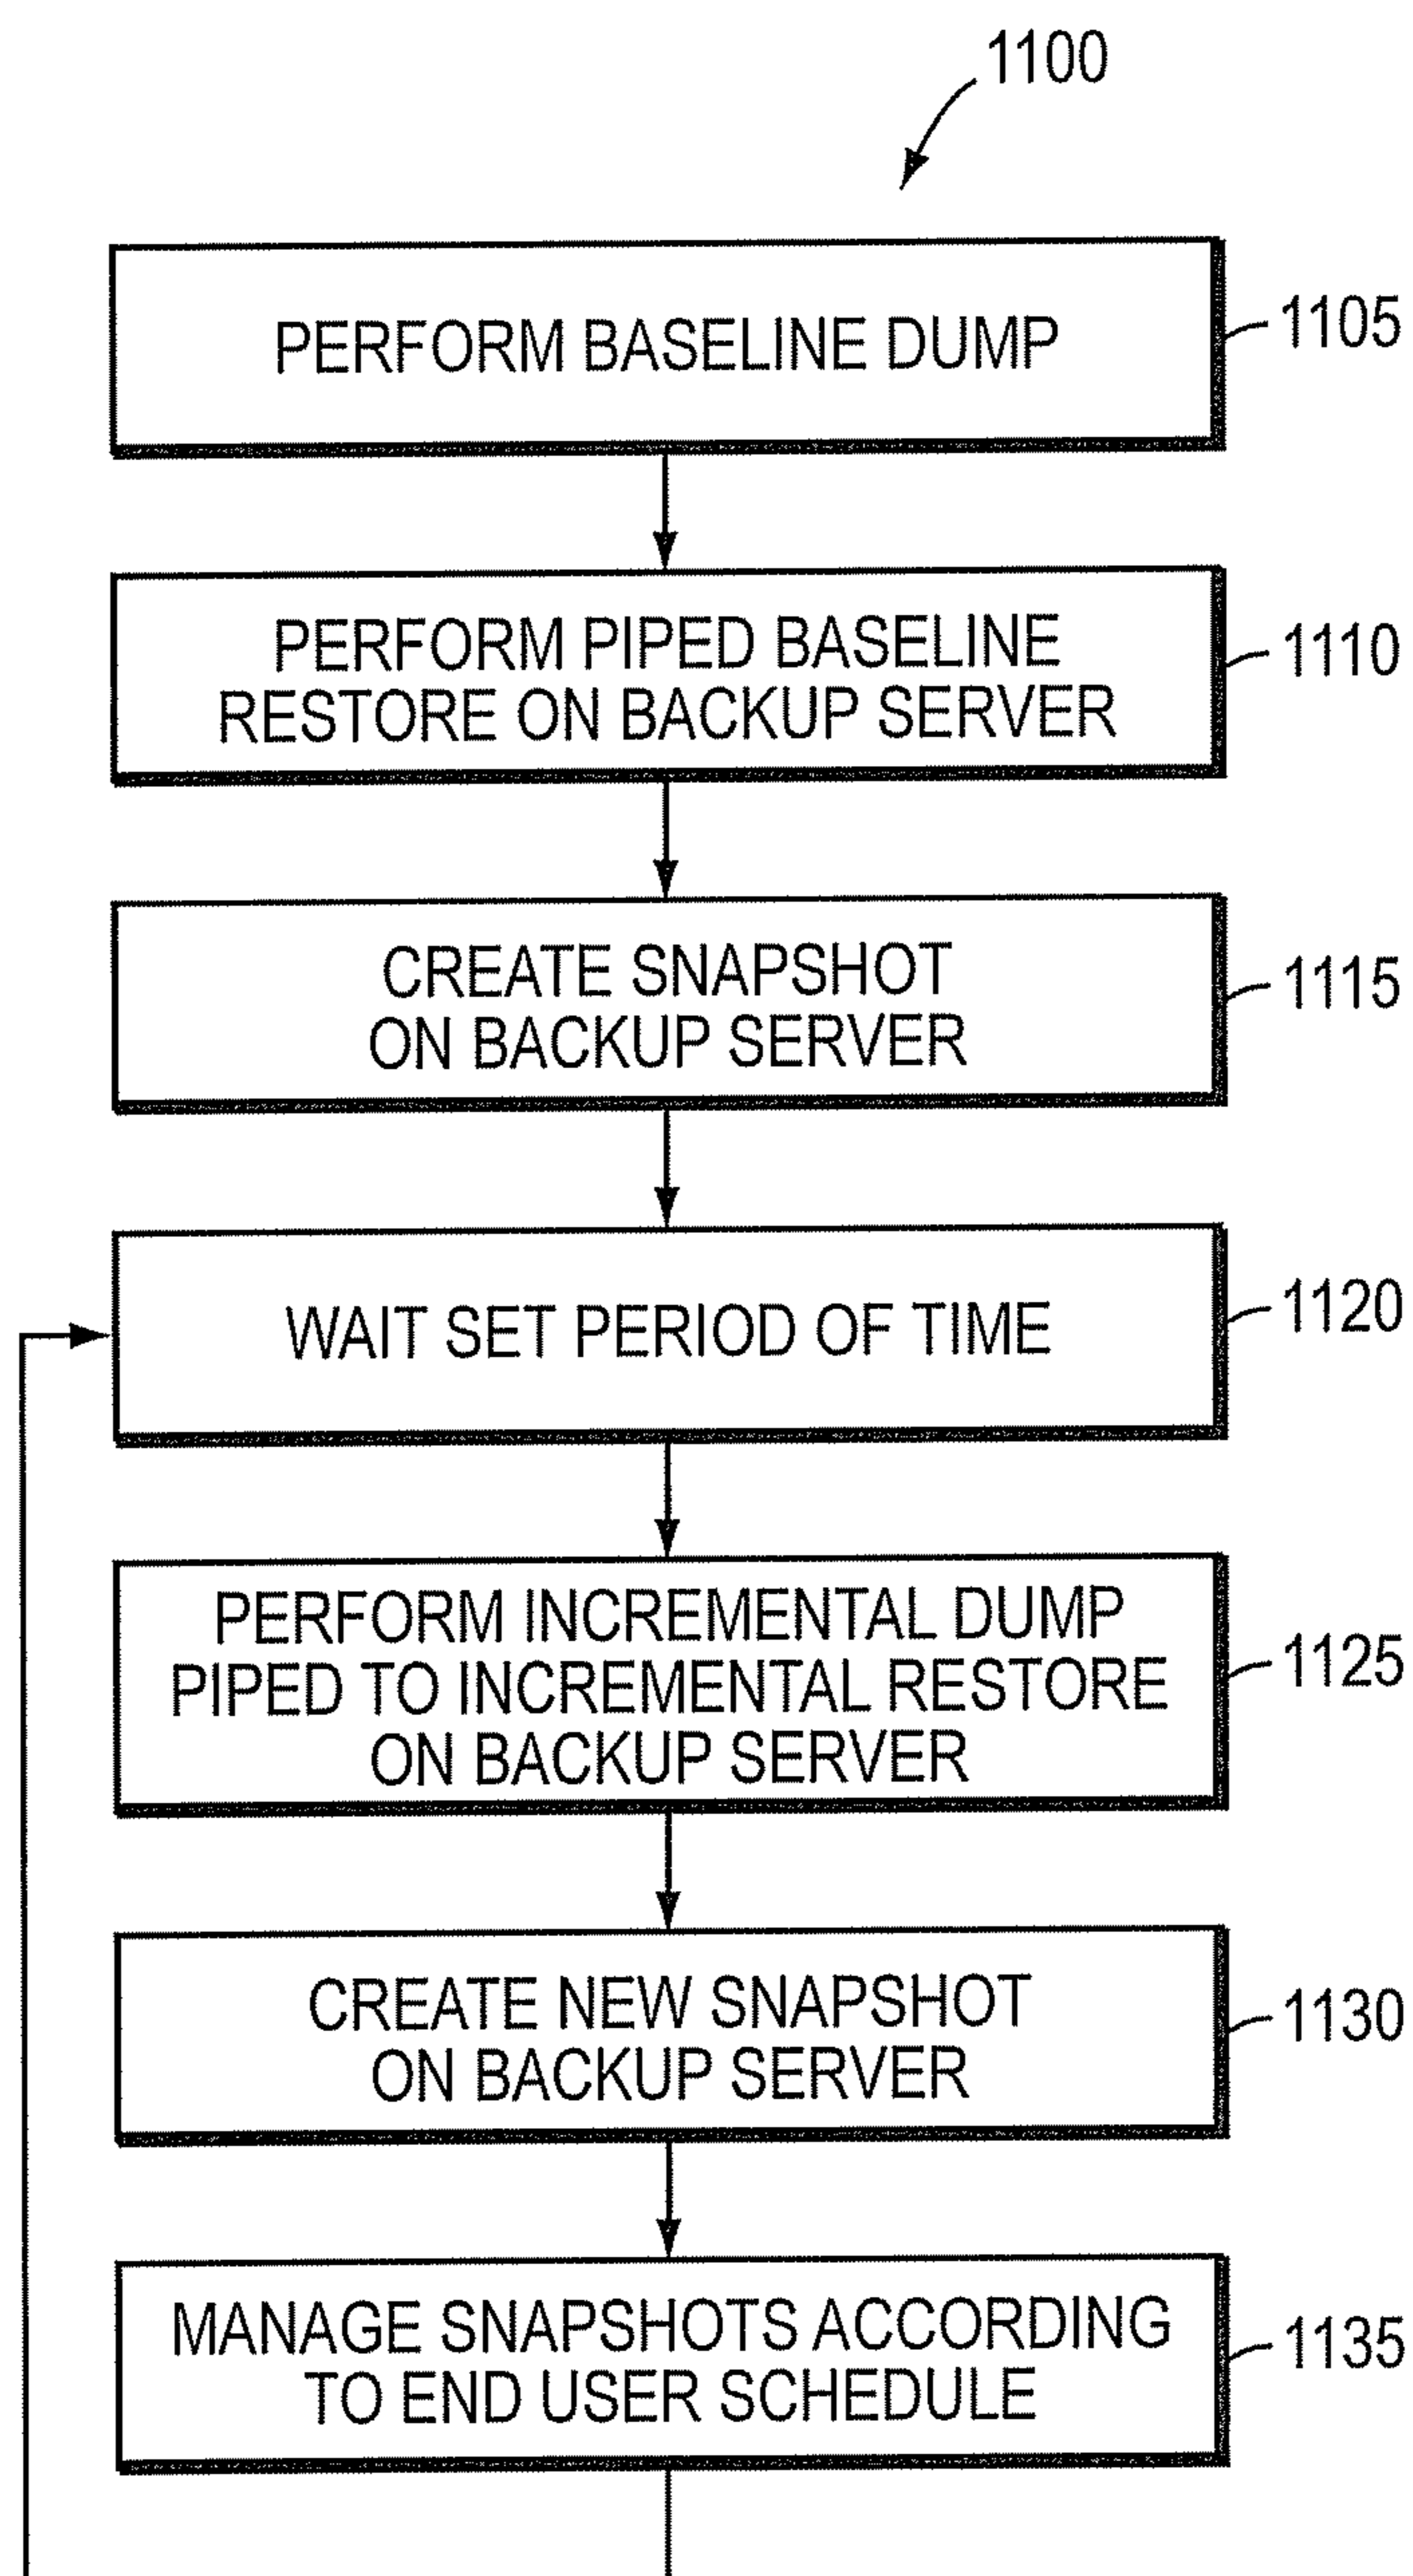 1100
PERFORM BASELINE DUMP
1105
PERFORM PIPED BASELINE
RESTORE ON BACKUP SERVER
1110
CREATE SNAPSHOT
ON BACKUP SERVER
1115
WAIT SET PERIOD OF TIME
1120
PERFORM INCREMENTAL DUMP
PIPED TO INCREMENTAL RESTORE
ON BACKUP SERVER
1125
CREATE NEW SNAPSHOT
ON BACKUP SERVER
1130
MANAGE SNAPSHOTS ACCORDING
TO END USER SCHEDULE
1135